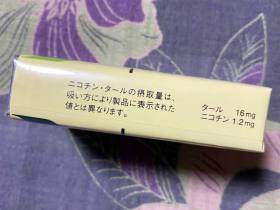 ニコチン・タールの摂取量は、
吸い方により製品に表示された
値とは異なります。
タール 16mg
ニコチン 1.2mg